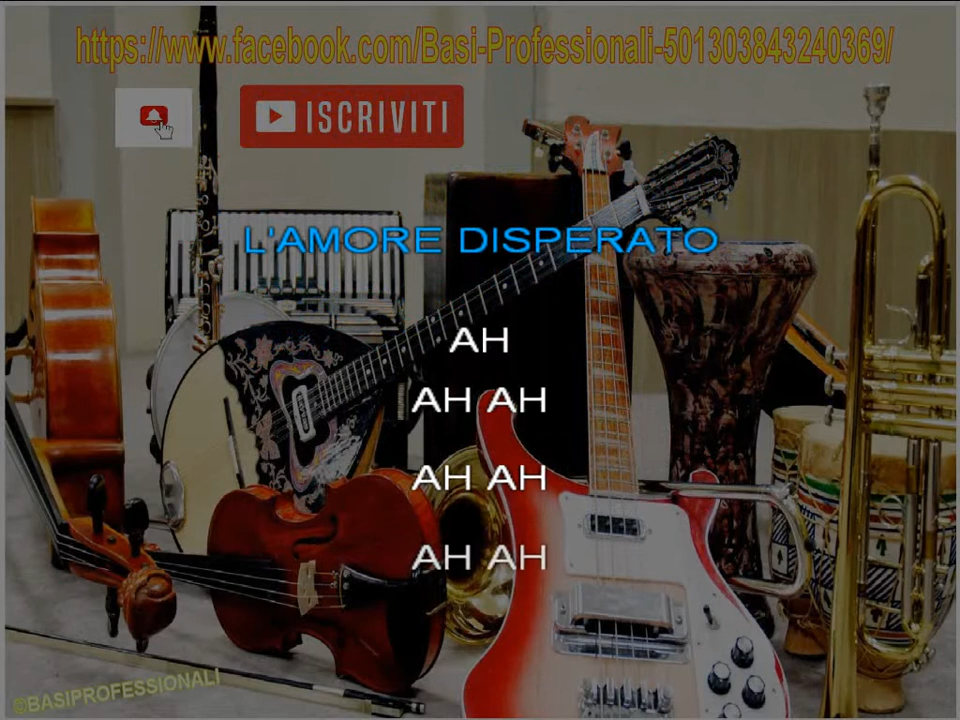 https://www.facebook.com/Basi-Professionali-501303843240369/
ISCRIVITI
L'AMORE DISPERATO
AH
AH AH
AH AH
AH AH
©BASIPROFESSIONALI